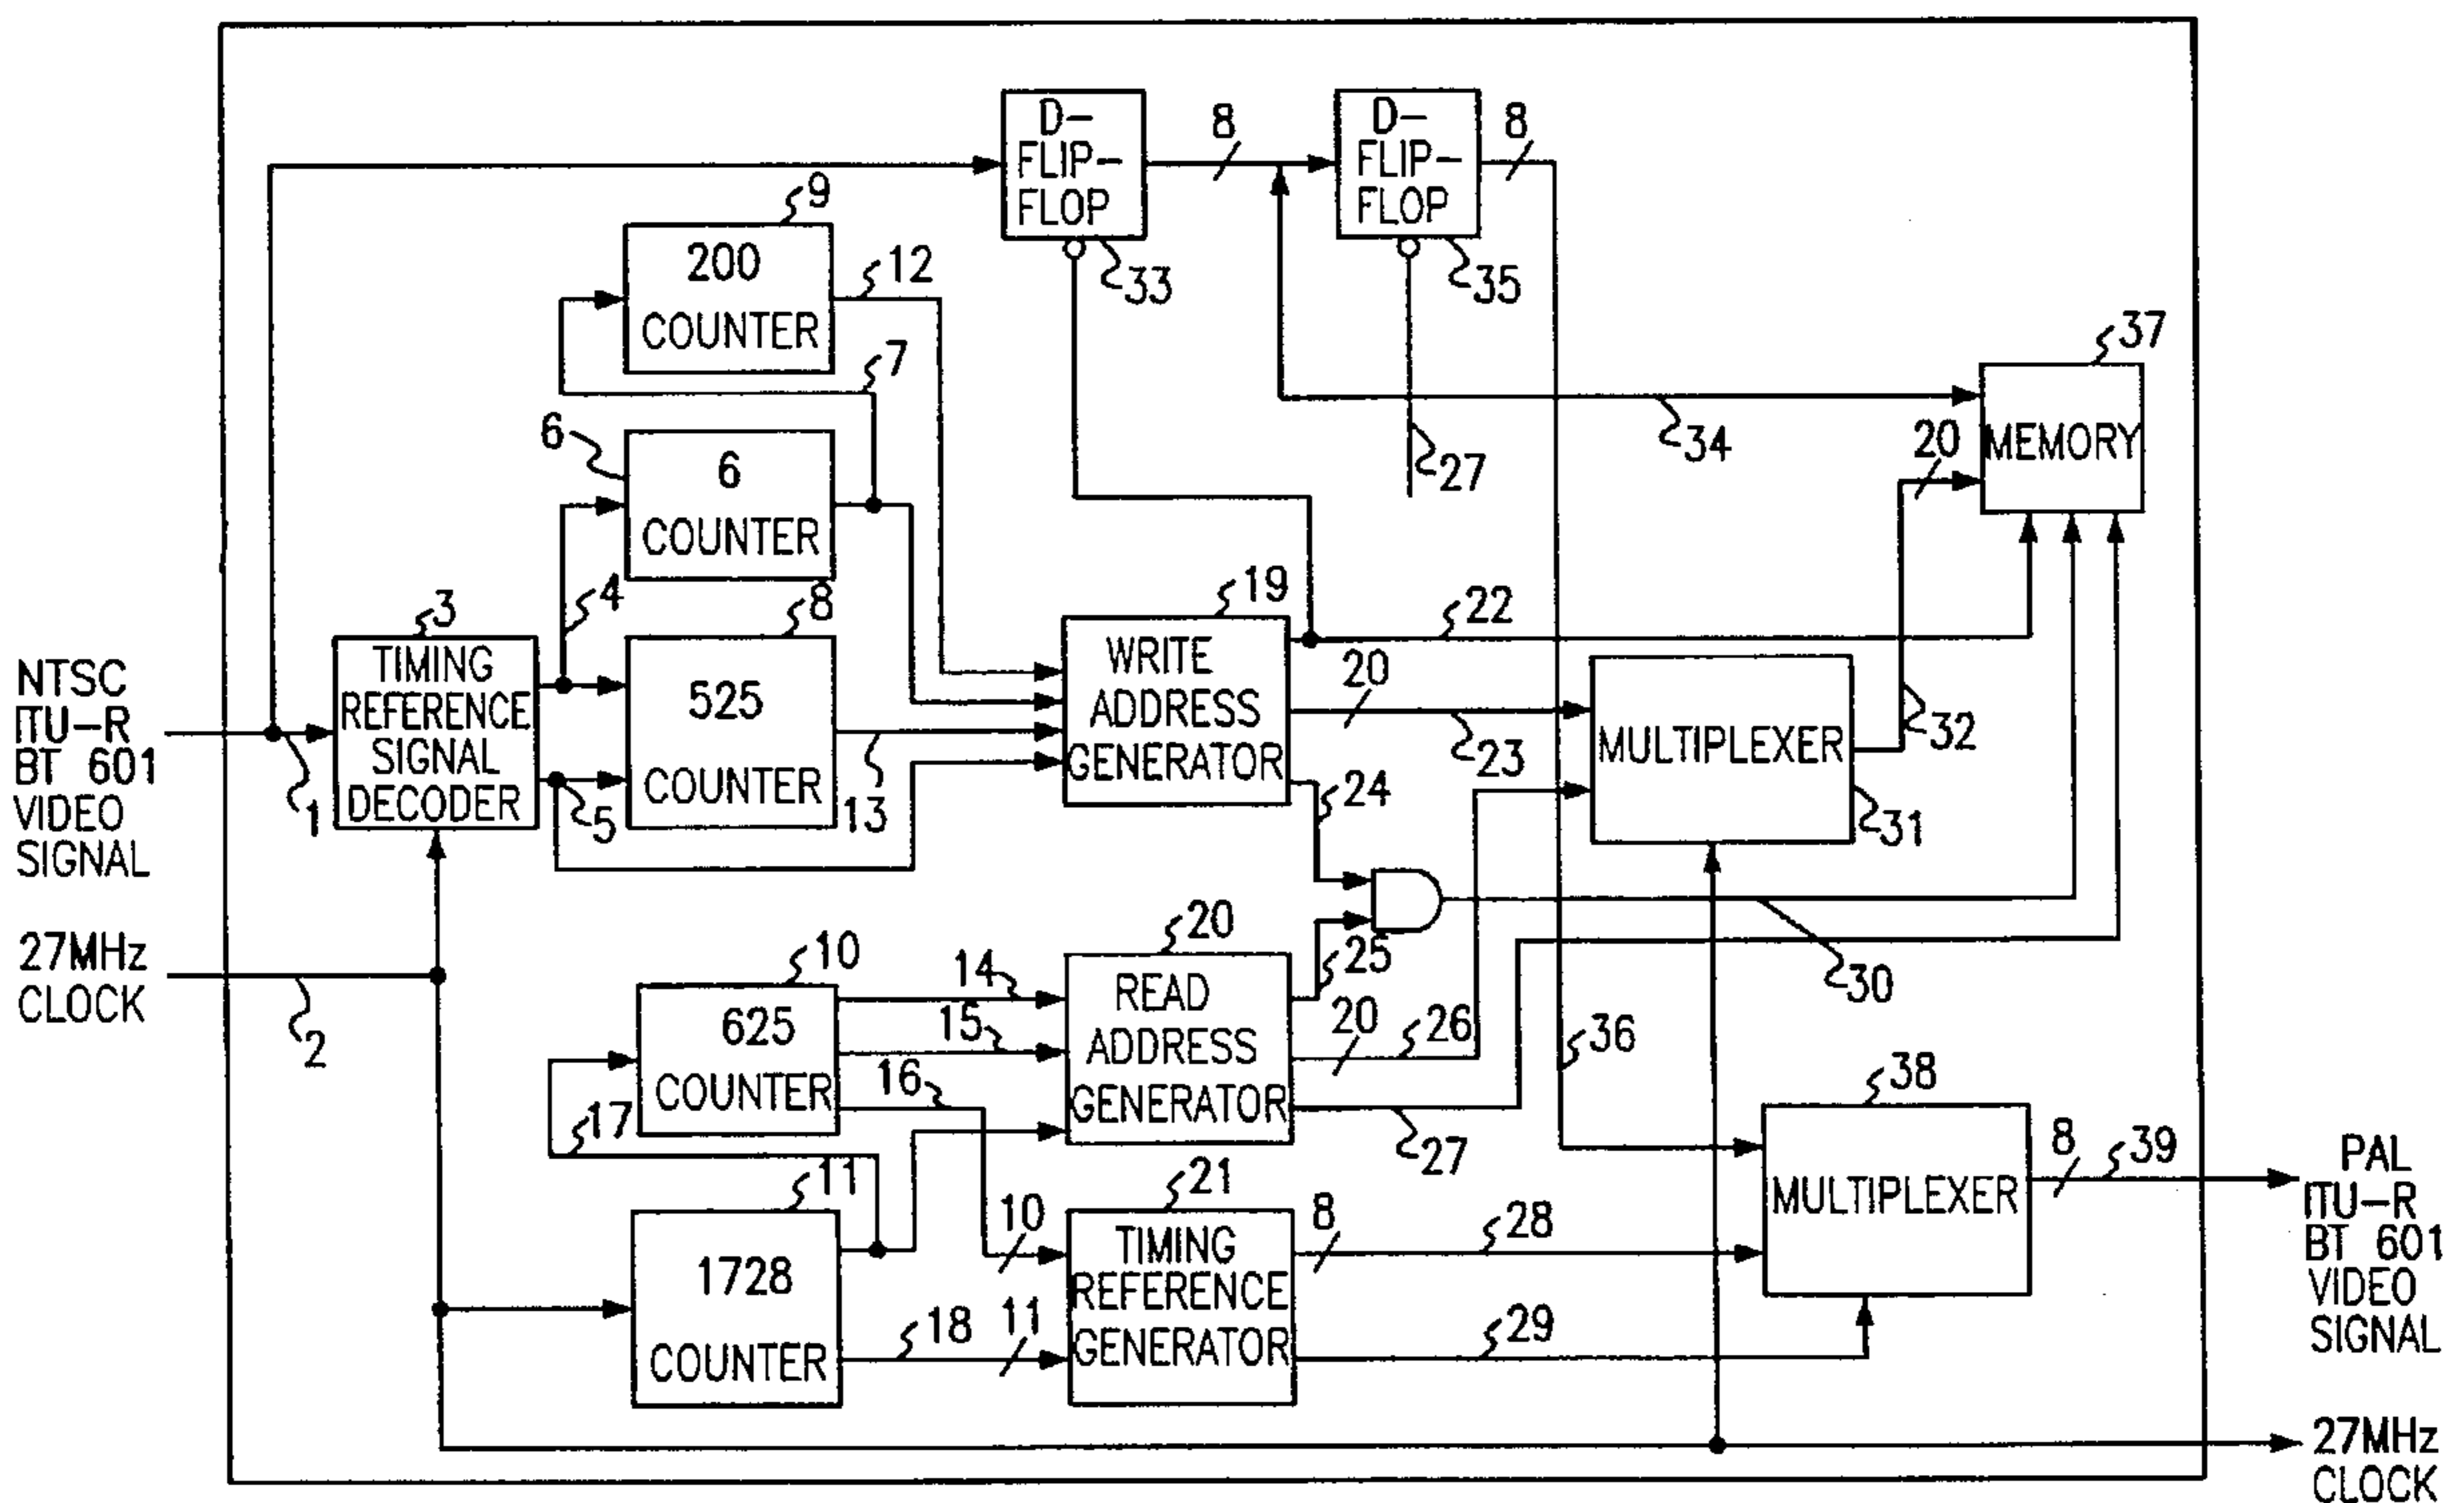 D-
FLIP-
FLOP
33
8
D-
FLIP-
FLOP
35
8
9
200
COUNTER
12
7
6
6
COUNTER
4
8
525
COUNTER
13
3
TIMING
REFERENCE
SIGNAL
DECODER
5
NTSC
ITU-R
BT 601
VIDEO
SIGNAL
1
27MHz
CLOCK
2
19
WRITE
ADDRESS
GENERATOR
22
20
23
24
27
34
37
MEMORY
20
32
MULTIPLEXER
31
30
10
625
COUNTER
14
15
16
17
20
READ
ADDRESS
GENERATOR
25
20
26
27
36
11
1728
COUNTER
18
10
11
21
TIMING
REFERENCE
GENERATOR
8
28
29
38
MULTIPLEXER
8
39
PAL
ITU-R
BT 601
VIDEO
SIGNAL
27MHz
CLOCK